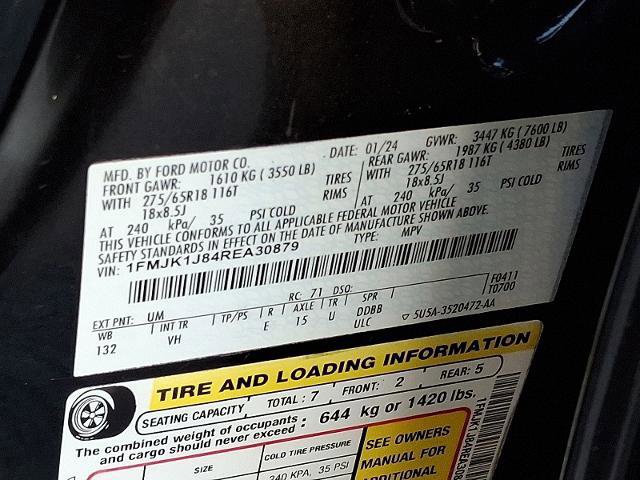 MFD. BY FORD MOTOR CO.
DATE: 01/24 GVWR: 3447 KG ( 7600 LB)
FRONT GAWR: 1610 KG ( 3550 LB) REAR GAWR: 1987 KG ( 4380 LB)
WITH 275/65R18 116T TIRES WITH 275/65R18 116T TIRES
18x8.5J RIMS 18x8.5J RIMS
AT 240 kPa/ 35 PSI COLD AT 240 kPa/ 35 PSI COLD
THIS VEHICLE CONFORMS TO ALL APPLICABLE FEDERAL MOTOR VEHICLE
SAFETY STANDARDS IN EFFECT ON THE DATE OF MANUFACTURE SHOWN ABOVE.
VIN: 1FMJK1J84REA30879 TYPE: MPV
F0411
EXT PNT: UM RC: 71 DSO: T0700
WB INT TR TP/PS R AXLE TR SPR
132 VH E 15 U DDBB
ULC ▽ 5U5A-3520472-AA
TIRE AND LOADING INFORMATION
SEATING CAPACITY TOTAL : 7 FRONT: 2 REAR: 5
The combined weight of occupants and cargo should never exceed : 644 kg or 1420 lbs.
SIZE COLD TIRE PRESSURE SEE OWNERS
240 KPA, 35 PSI MANUAL FOR
ADDITIONAL